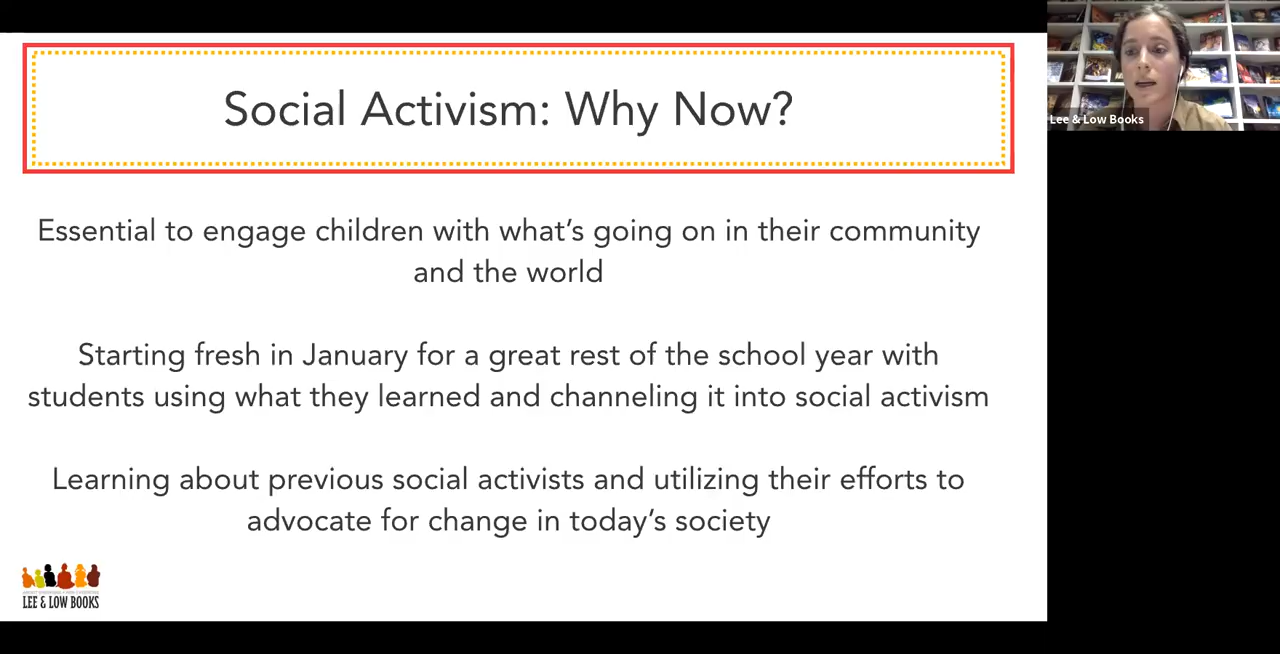 Social Activism: Why Now?
Lee & Low Books
Essential to engage children with what's going on in their community
and the world
Starting fresh in January for a great rest of the school year with
students using what they learned and channeling it into social activism
Learning about previous social activists and utilizing their efforts to
advocate for change in today's society
LEE & LOW BOOKS